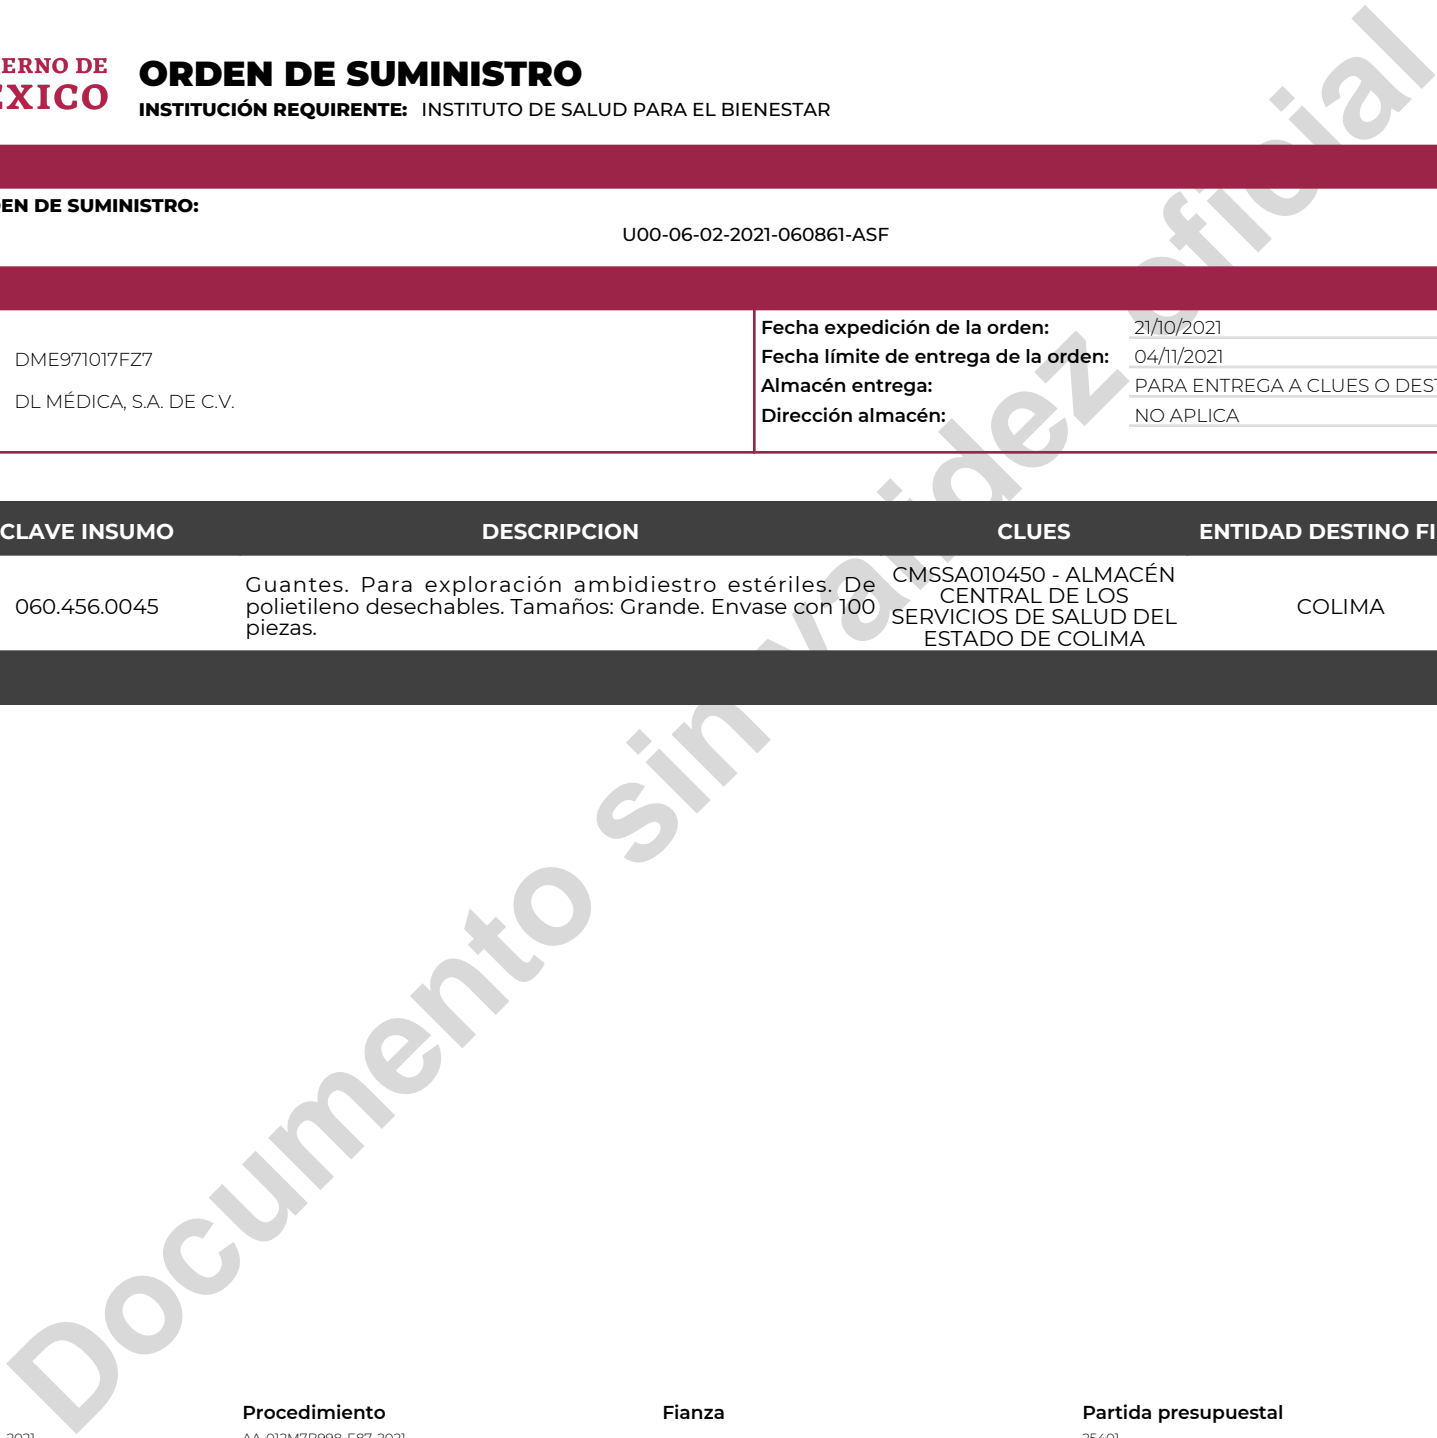 ERNO DE
EXICO
ORDEN DE SUMINISTRO
INSTITUCIÓN REQUIRENTE: INSTITUTO DE SALUD PARA EL BIENESTAR
EN DE SUMINISTRO:
U00-06-02-2021-060861-ASF
DME971017FZ7
DL MÉDICA, S.A. DE C.V.
Fecha expedición de la orden: 21/10/2021
Fecha límite de entrega de la orden: 04/11/2021
Almacén entrega: PARA ENTREGA A CLUES O DEST
Dirección almacén: NO APLICA
CLAVE INSUMO DESCRIPCION CLUES ENTIDAD DESTINO FI
060.456.0045
Guantes. Para exploración ambidiestro estériles. De
polietileno desechables. Tamaños: Grande. Envase con 100
piezas.
CMSSA010450 - ALMACÉN
CENTRAL DE LOS
SERVICIOS DE SALUD DEL
ESTADO DE COLIMA
COLIMA
Documento sin validez oficial
Procedimiento Fianza Partida presupuestal